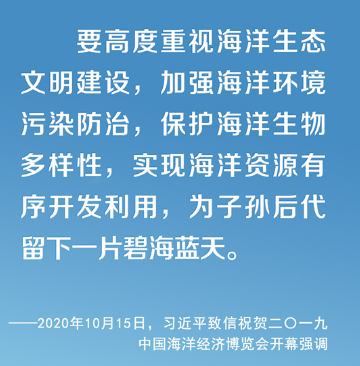 要高度重视海洋生态
文明建设，加强海洋环境
污染防治，保护海洋生物
多样性，实现海洋资源有
序开发利用，为子孙后代
留下一片碧海蓝天。
——2020年10月15日，习近平致信祝贺二〇一九
中国海洋经济博览会开幕强调